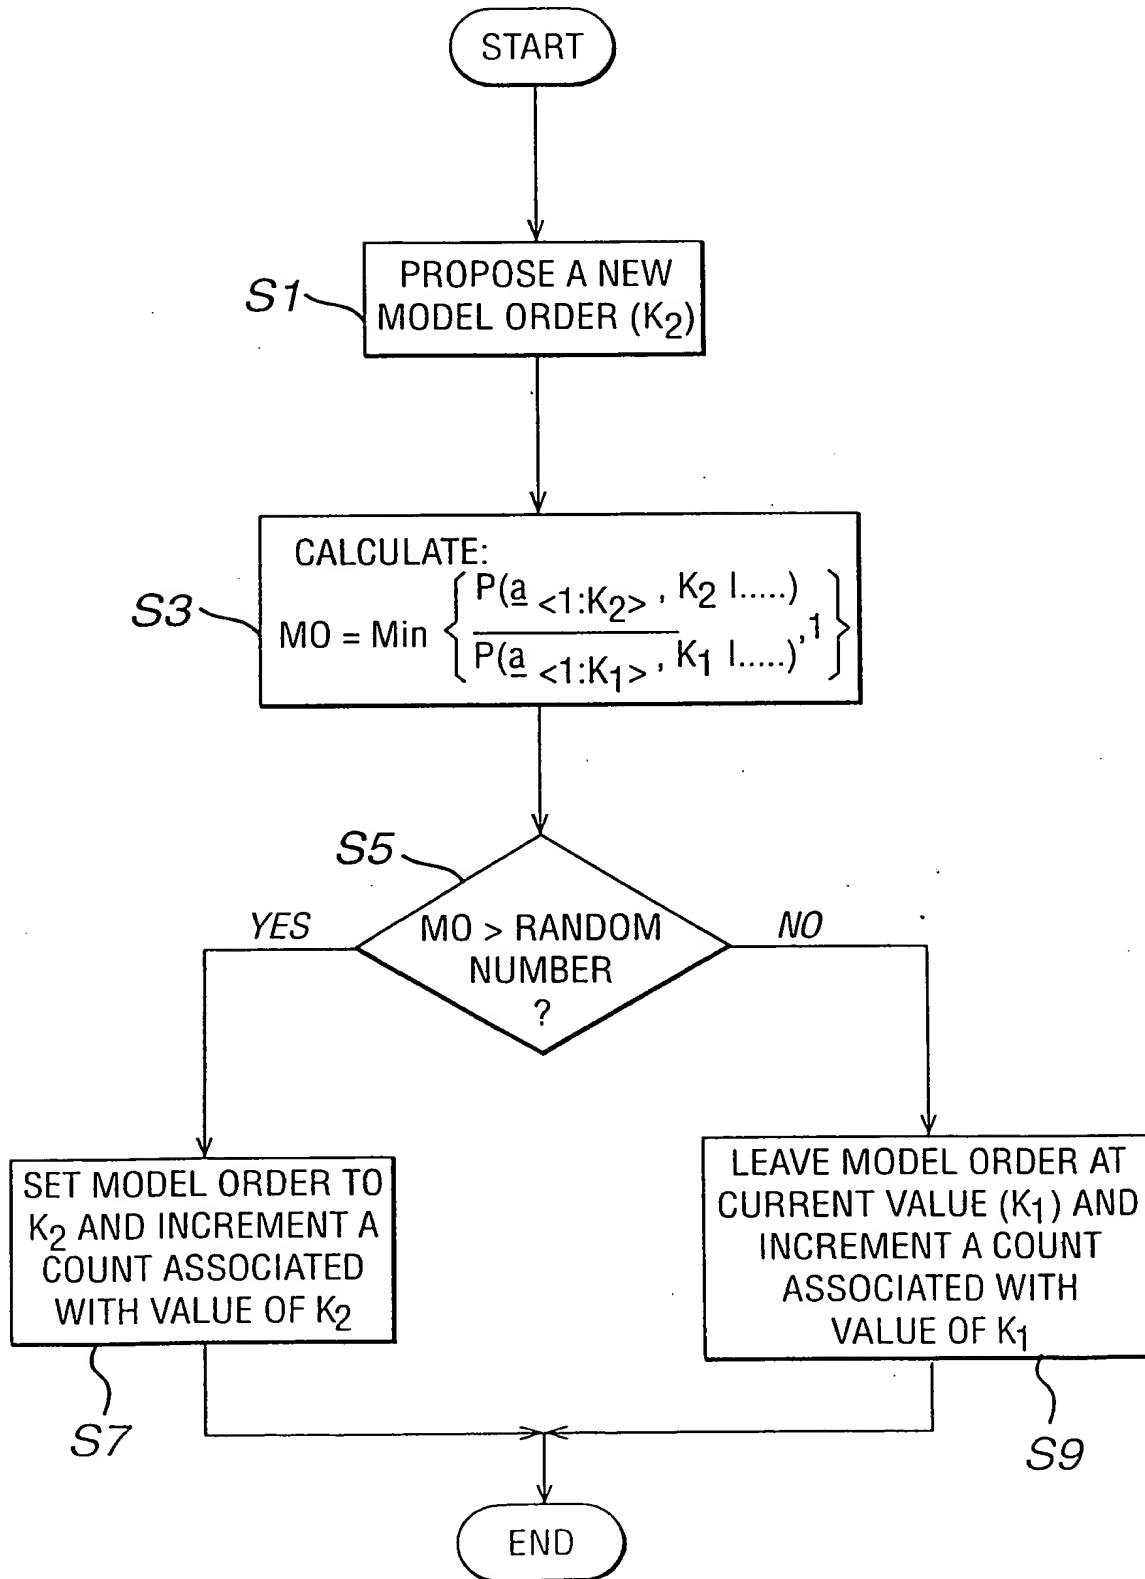 START
S1
PROPOSE A NEW
MODEL ORDER (K2)
S3
CALCULATE:
MO = Min { P(a <1:K2> , K2 I.....) / P(a <1:K1> , K1 I.....) ,1 }
S5
YES
MO > RANDOM
NUMBER
?
NO
SET MODEL ORDER TO
K2 AND INCREMENT A
COUNT ASSOCIATED
WITH VALUE OF K2
LEAVE MODEL ORDER AT
CURRENT VALUE (K1) AND
INCREMENT A COUNT
ASSOCIATED WITH
VALUE OF K1
S7
S9
END